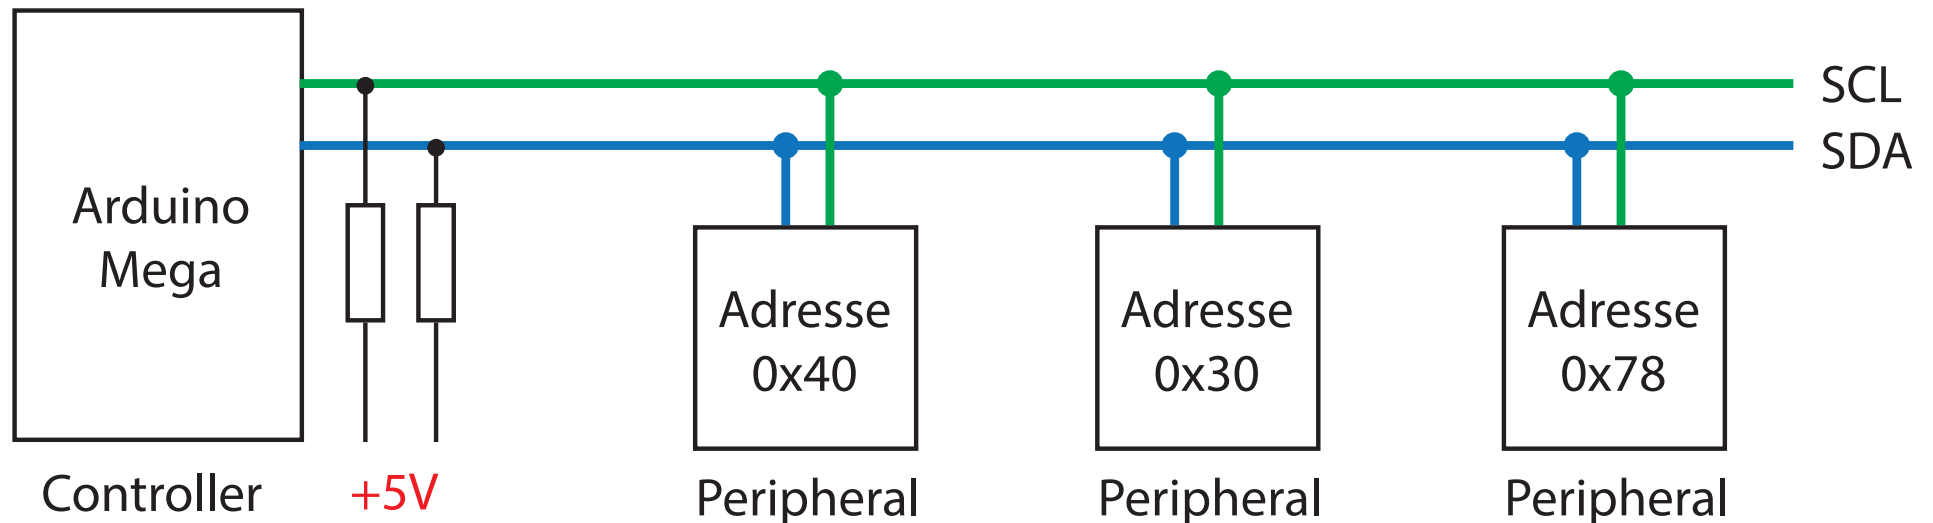 SCL
SDA
Arduino
Mega
Adresse
0x40
Adresse
0x30
Adresse
0x78
Controller
+5V
Peripheral
Peripheral
Peripheral